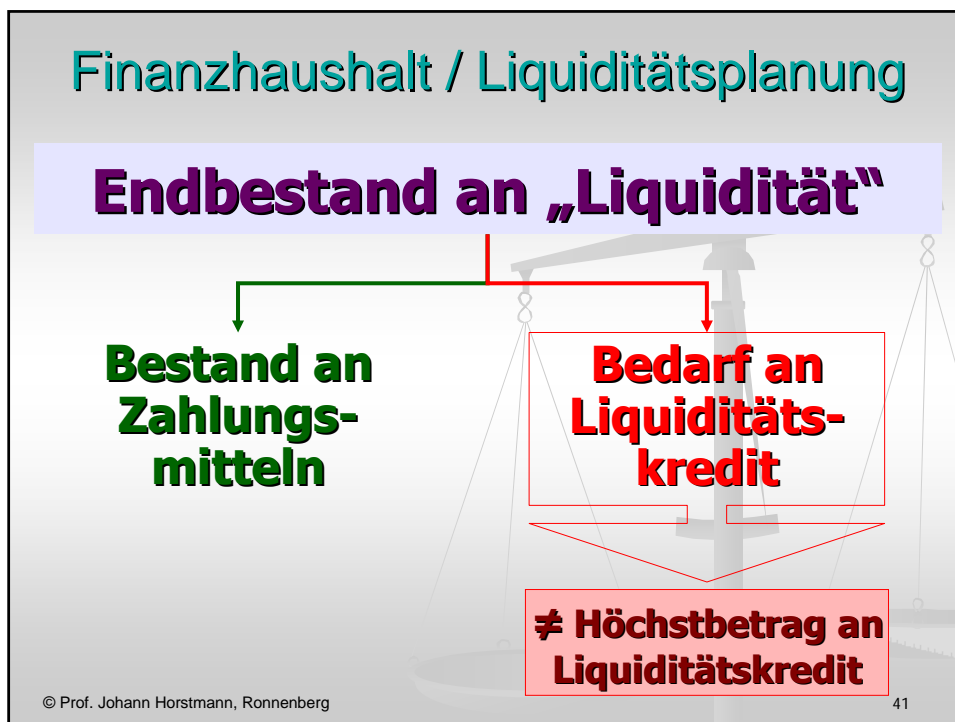 Finanzhaushalt / Liquiditätsplanung
Endbestand an „Liquidität“
Bestand an
Zahlungs-
mitteln
Bedarf an
Liquiditäts-
kredit
≠ Höchstbetrag an
Liquiditätskredit
© Prof. Johann Horstmann, Ronnenberg
41